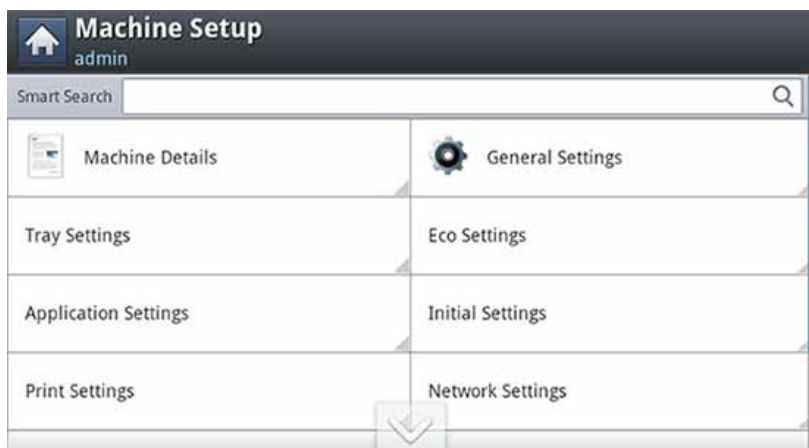 Machine Setup
admin
Smart Search
Machine Details
General Settings
Tray Settings
Eco Settings
Application Settings
Initial Settings
Print Settings
Network Settings